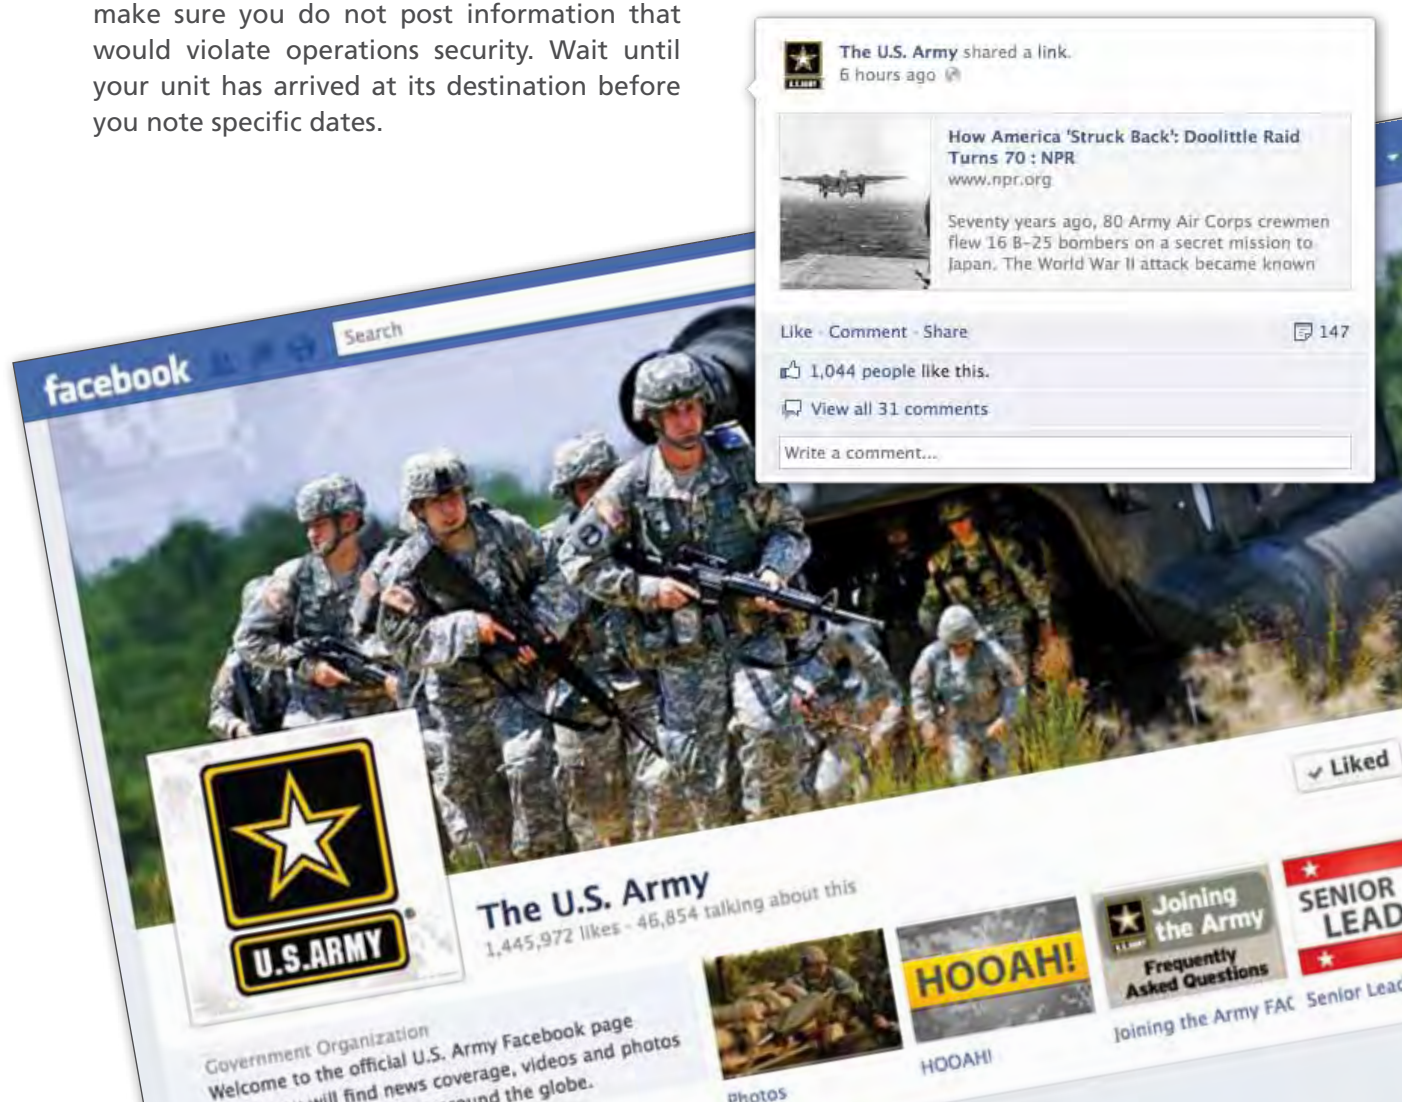 make sure you do not post information that
would violate operations security. Wait until
your unit has arrived at its destination before
you note specific dates.
The U.S. Army shared a link.
6 hours ago
How America 'Struck Back': Doolittle Raid
Turns 70 : NPR
www.npr.org
Seventy years ago, 80 Army Air Corps crewmen
flew 16 B-25 bombers on a secret mission to
Japan. The World War II attack became known
Like · Comment · Share
147
1,044 people like this.
View all 31 comments
Write a comment...
facebook
Search
Liked
U.S.ARMY
The U.S. Army
1,445,972 likes · 46,854 talking about this
Government Organization
Welcome to the official U.S. Army Facebook page
will find news coverage, videos and photos
the globe.
Photos
HOOAH!
HOOAH!
Joining
the Army
Frequently
Asked Questions
Joining the Army FAC
SENIOR
LEAD
Senior Lead